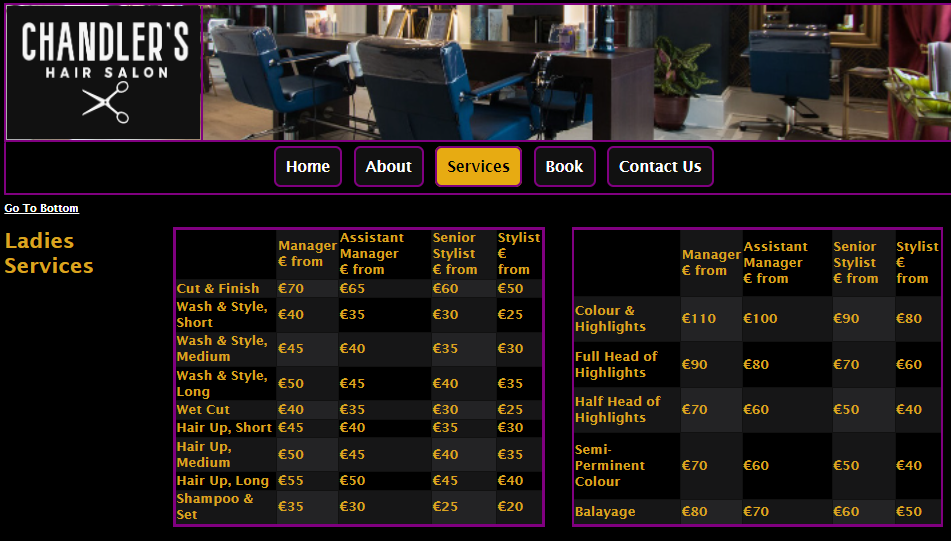 CHANDLER'S
HAIR SALON
Home About Services Book Contact Us
Go To Bottom
Ladies
Services
Manager
€ from
Assistant
Manager
€ from
Senior
Stylist
€ from
Stylist
€
from
Cut & Finish €70 €65 €60 €50
Wash & Style,
Short €40 €35 €30 €25
Wash & Style,
Medium €45 €40 €35 €30
Wash & Style,
Long €50 €45 €40 €35
Wet Cut €40 €35 €30 €25
Hair Up, Short €45 €40 €35 €30
Hair Up,
Medium €50 €45 €40 €35
Hair Up, Long €55 €50 €45 €40
Shampoo &
Set €35 €30 €25 €20
Manager
€ from
Assistant
Manager
€ from
Senior
Stylist
€ from
Stylist
€
from
Colour &
Highlights €110 €100 €90 €80
Full Head of
Highlights €90 €80 €70 €60
Half Head of
Highlights €70 €60 €50 €40
Semi-
Perminent
Colour €70 €60 €50 €40
Balayage €80 €70 €60 €50